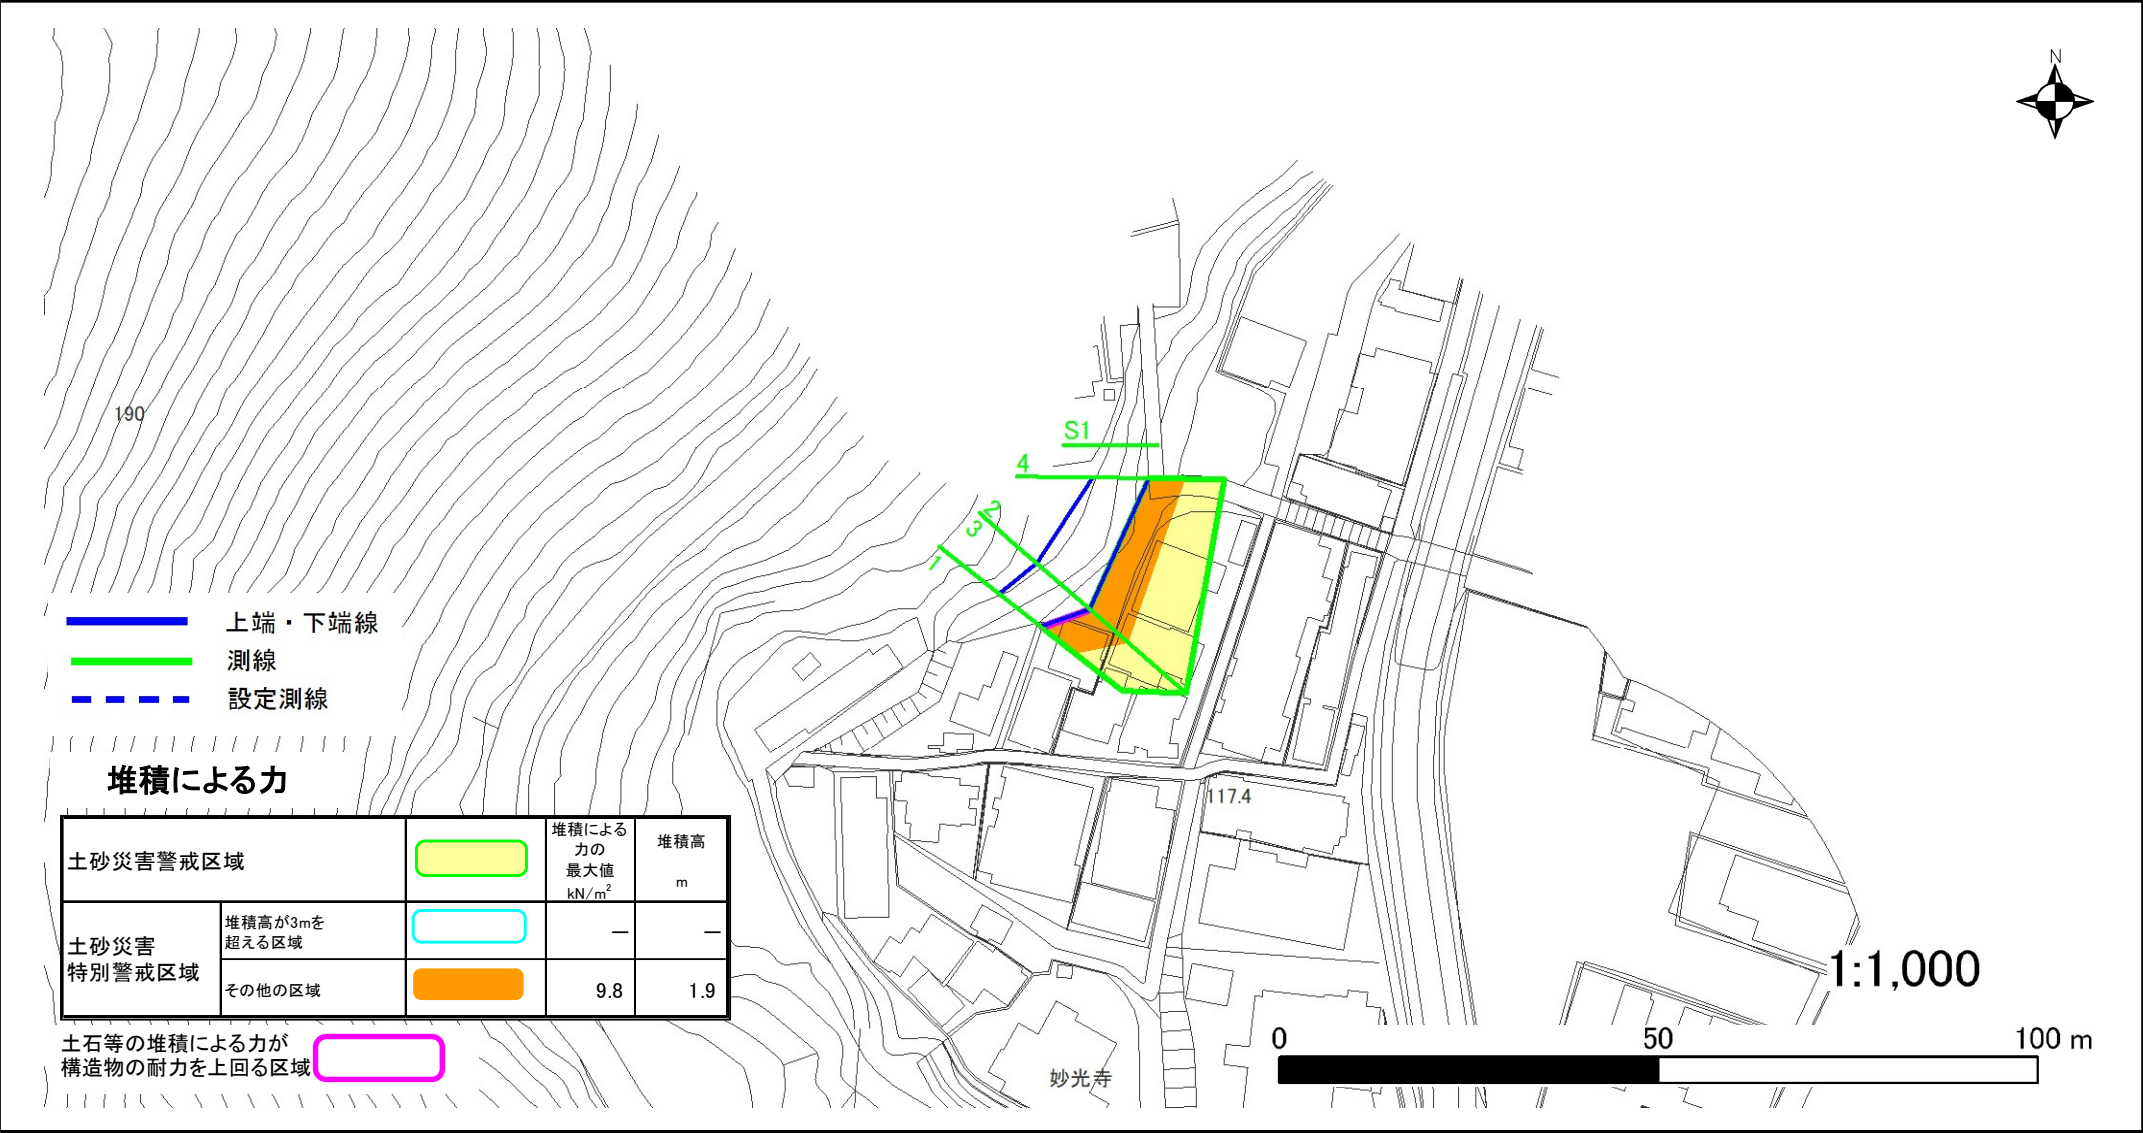 N
190
S1
4
2
3
1
上端・下端線
測線
設定測線
堆積による力
堆積による
力の
最大値
kN/m²
堆積高
m
土砂災害警戒区域
土砂災害
特別警戒区域
堆積高が3mを
超える区域
—
—
その他の区域
9.8
1.9
土石等の堆積による力が
構造物の耐力を上回る区域
117.4
妙光寺
1:1,000
0
50
100 m